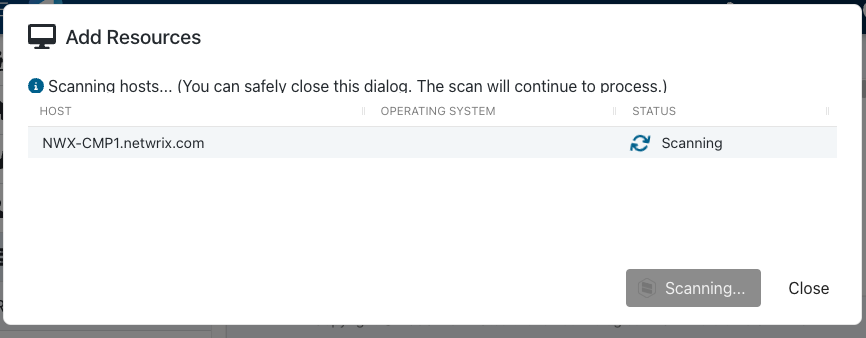 Add Resources
Scanning hosts... (You can safely close this dialog. The scan will continue to process.)
HOST OPERATING SYSTEM STATUS
NWX-CMP1.netwrix.com Scanning
Scanning... Close